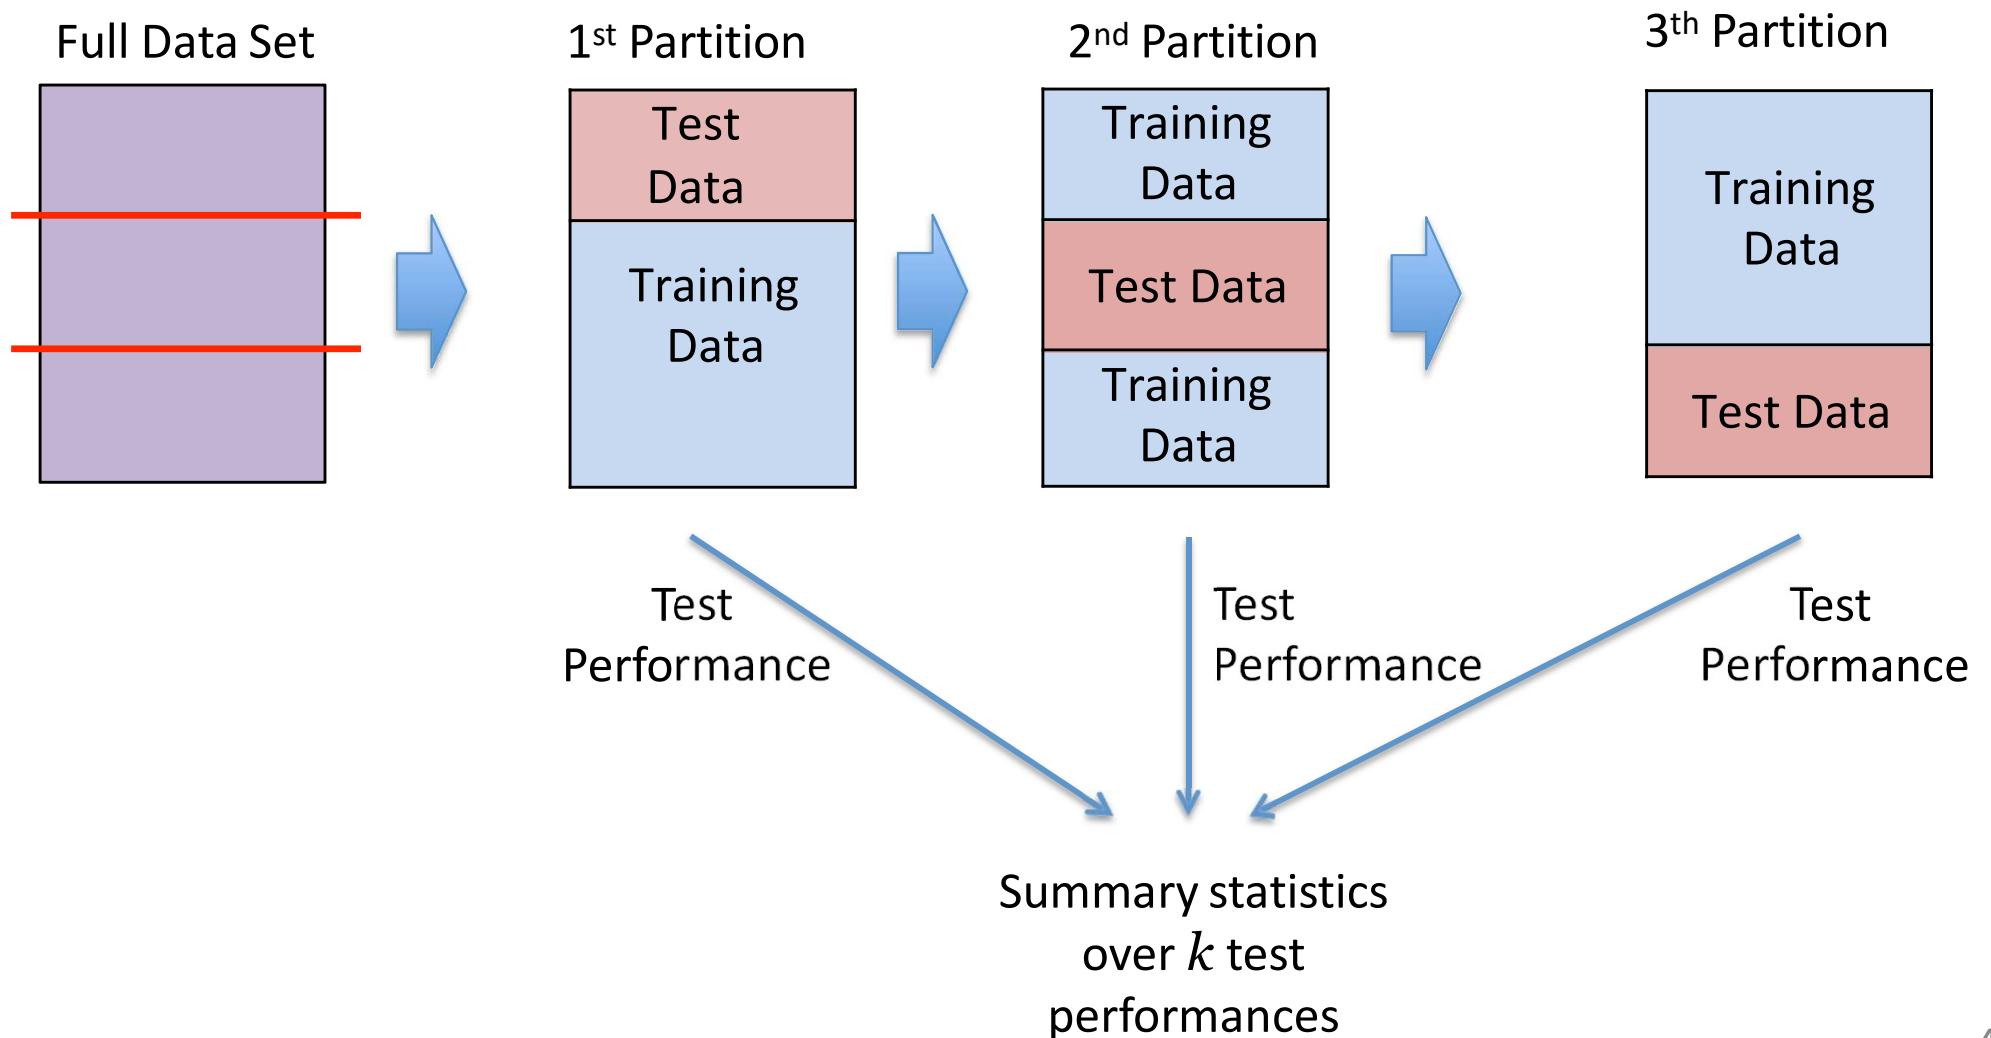 Full Data Set
1st Partition
2nd Partition
3th Partition
Test
Data
Training
Data
Training
Data
Test Data
Training
Data
Training
Data
Test Data
Test
Performance
Test
Performance
Test
Performance
Summary statistics
over k test
performances